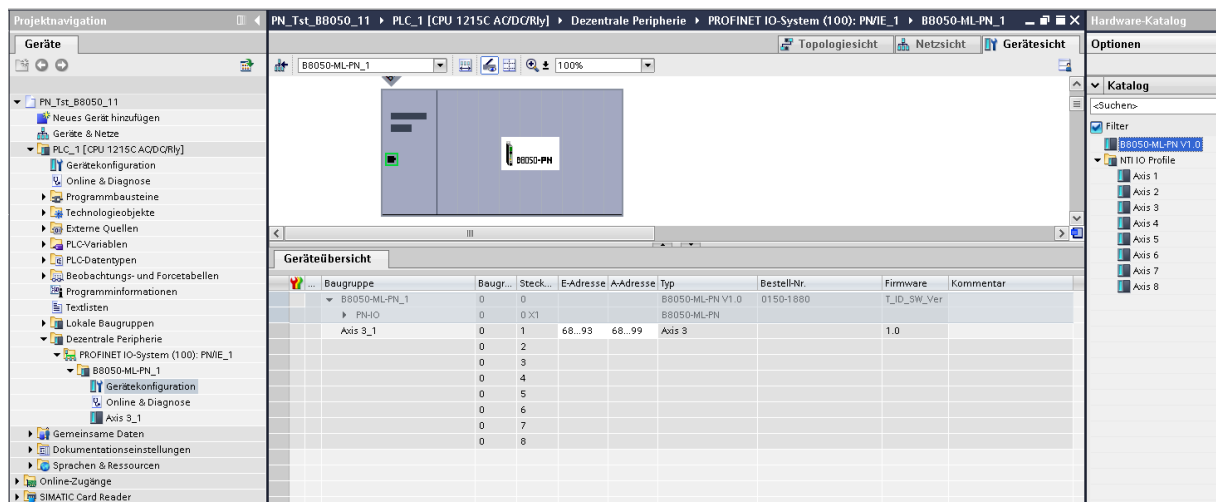 Projektnavigation
Geräte
PN_Tst_B8050_11
Neues Gerät hinzufügen
Geräte & Netze
PLC_1 [CPU 1215C AC/DC/Rly]
Gerätekonfiguration
Online & Diagnose
Programmbausteine
Technologieobjekte
Externe Quellen
PLC-Variablen
PLC-Datentypen
Beobachtungs- und Forcetabellen
Programminformationen
Textlisten
Lokale Baugruppen
Dezentrale Peripherie
PROFINET IO-System (100): PN/IE_1
B8050-ML-PN_1
Gerätekonfiguration
Online & Diagnose
Axis 3_1
Gemeinsame Daten
Dokumentationseinstellungen
Sprachen & Ressourcen
Online-Zugänge
SIMATIC Card Reader
PN_Tst_B8050_11 PLC_1 [CPU 1215C AC/DC/Rly] Dezentrale Peripherie PROFINET IO-System (100): PN/IE_1 B8050-ML-PN_1
Topologiesicht Netzsicht Gerätesicht
B8050-ML-PN_1 100%
B8050-PN
Geräteübersicht
... Baugruppe Baugr... Steck... E-Adresse A-Adresse Typ Bestell-Nr. Firmware Kommentar
B8050-ML-PN_1 0 0 B8050-ML-PN V1.0 0150-1880 T_ID_SW_Ver
PN-IO 0 0 X1 B8050-ML-PN
Axis 3_1 0 1 68...93 68...99 Axis 3 1.0
0 2
0 3
0 4
0 5
0 6
0 7
0 8
Hardware-Katalog
Optionen
Katalog
<Suchen>
Filter
B8050-ML-PN V1.0
NTI IO Profile
Axis 1
Axis 2
Axis 3
Axis 4
Axis 5
Axis 6
Axis 7
Axis 8